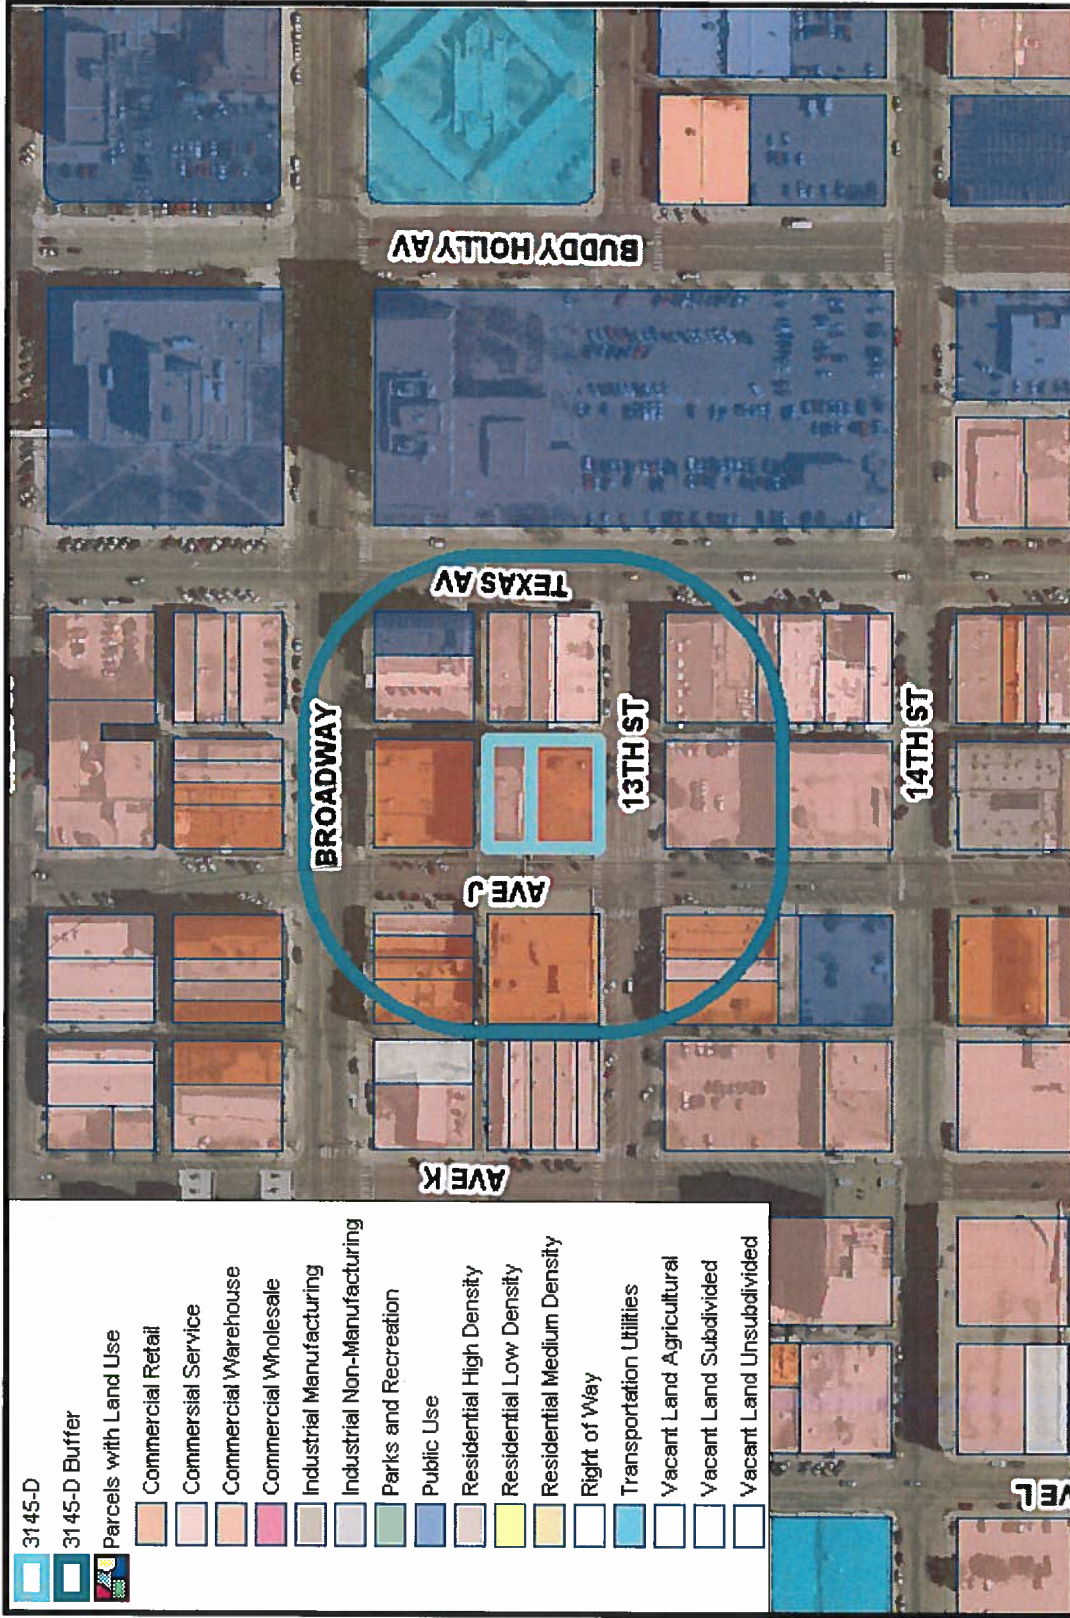 3145-D
3145-D Buffer
Parcels with Land Use
Commercial Retail
Commersial Service
Commercial Warehouse
Commercial Wholesale
Industrial Manufacturing
Industrial Non-Manufacturing
Parks and Recreation
Public Use
Residential High Density
Residential Low Density
Residential Medium Density
Right of Way
Transportation Utilities
Vacant Land Agricultural
Vacant Land Subdivided
Vacant Land Unsubdivided
BROADWAY
13TH ST
14TH ST
AVE K
AVE J
TEXAS AV
BUDDY HOLLY AV
VE L